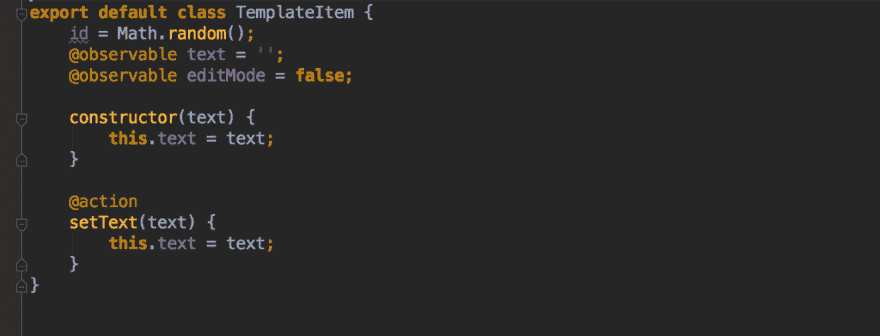 export default class TemplateItem {
id = Math.random();
@observable text = '';
@observable editMode = false;
constructor(text) {
this.text = text;
}
@action
setText(text) {
this.text = text;
}
}